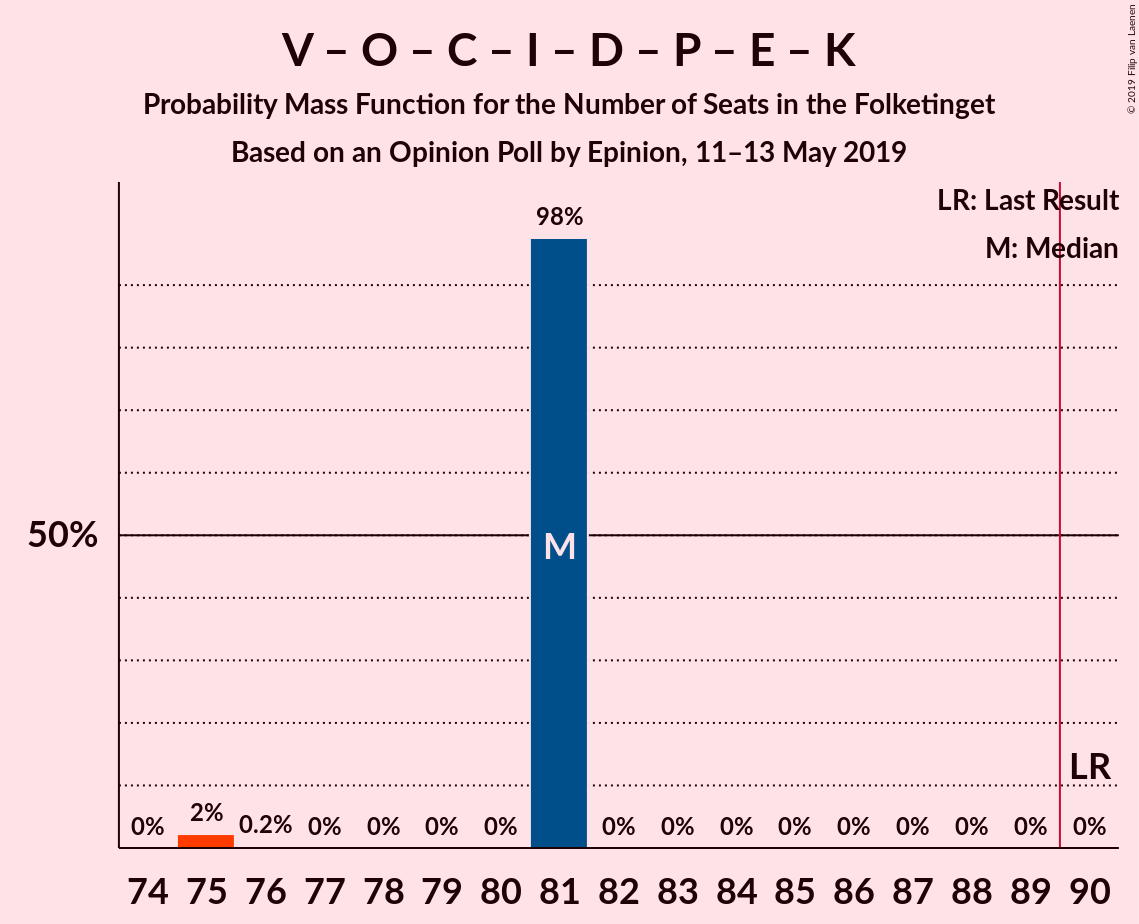 V – O – C – I – D – P – E – K
Probability Mass Function for the Number of Seats in the Folketinget
Based on an Opinion Poll by Epinion, 11–13 May 2019
© 2019 Filip van Laenen
LR: Last Result
M: Median
98%
50%
M
LR
0% 2% 0.2% 0% 0% 0% 0% 0% 0% 0% 0% 0% 0% 0% 0% 0%
74 75 76 77 78 79 80 81 82 83 84 85 86 87 88 89 90